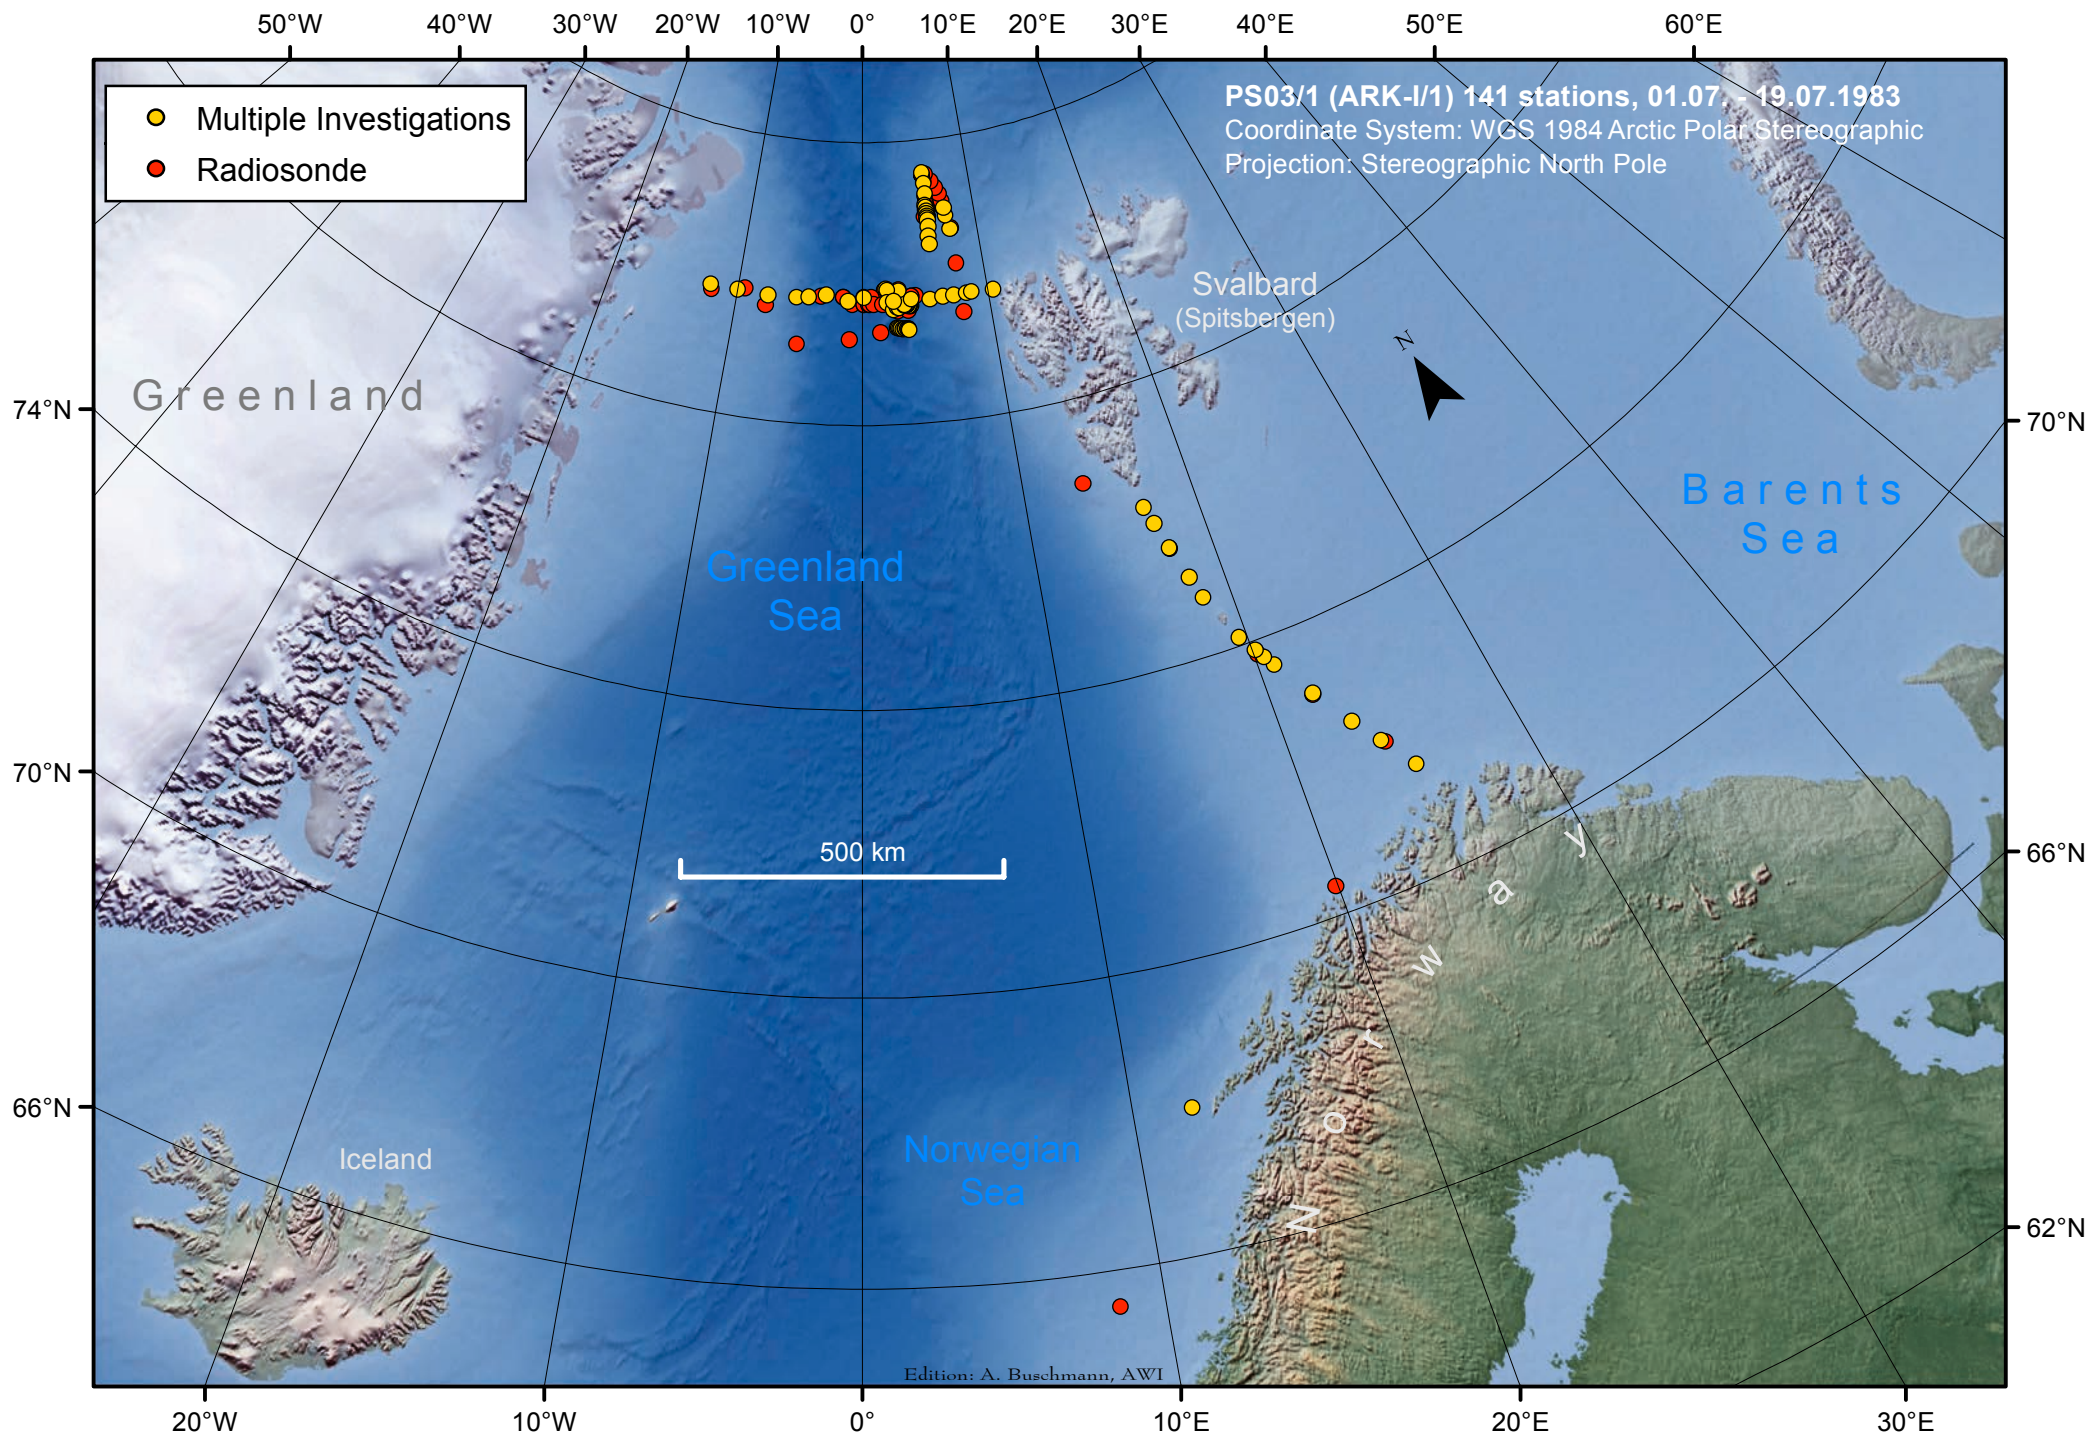 50°W 40°W 30°W 20°W 10°W 0° 10°E 20°E 30°E 40°E 50°E 60°E
Multiple Investigations
Radiosonde
PS03/1 (ARK-I/1) 141 stations, 01.07. - 19.07.1983
Coordinate System: WGS 1984 Arctic Polar Stereographic
Projection: Stereographic North Pole
Svalbard
(Spitsbergen)
N
Greenland
74°N
70°N
Barents
Sea
Greenland
Sea
70°N
500 km
66°N
Norway
66°N
Iceland
Norwegian
Sea
62°N
Edition: A. Buschmann, AWI
20°W 10°W 0° 10°E 20°E 30°E